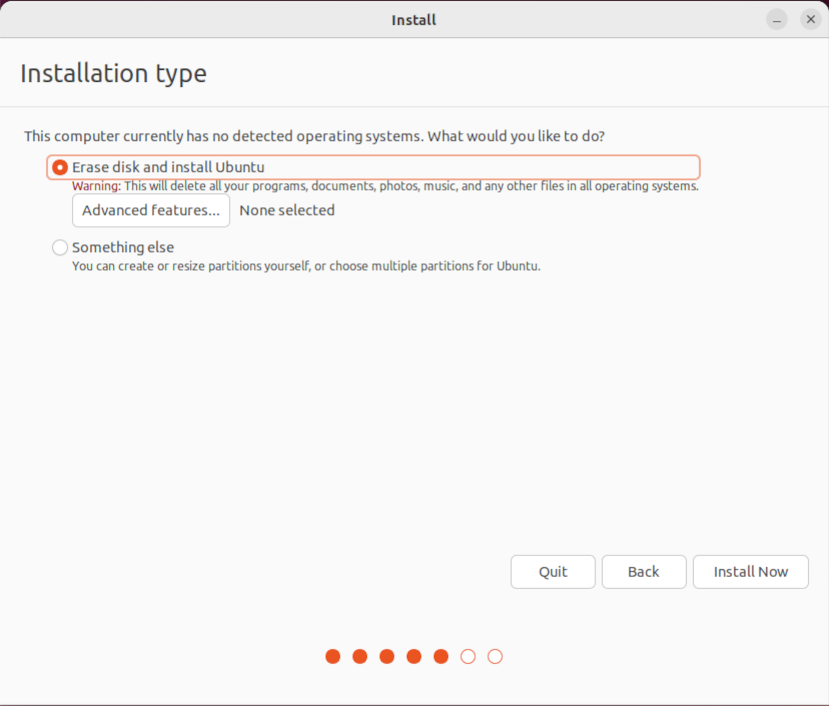 Install
Installation type
This computer currently has no detected operating systems. What would you like to do?
Erase disk and install Ubuntu
Warning: This will delete all your programs, documents, photos, music, and any other files in all operating systems.
Advanced features... None selected
Something else
You can create or resize partitions yourself, or choose multiple partitions for Ubuntu.
Quit Back Install Now